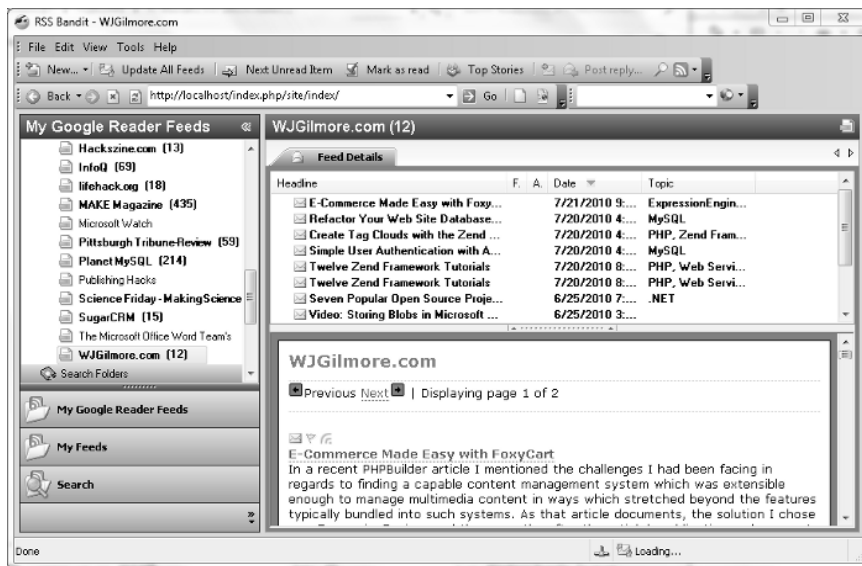 RSS Bandit - WJGilmore.com
File Edit View Tools Help
New... Update All Feeds Next Unread Item Mark as read Top Stories Post reply...
Back http://localhost/index.php/site/index/ Go
My Google Reader Feeds
Hackszine.com (13)
InfoQ (69)
lifehack.org (18)
MAKE Magazine (435)
Microsoft Watch
Pittsburgh Tribune-Review (59)
Planet MySQL (214)
Publishing Hacks
Science Friday - Making Science
SugarCRM (15)
The Microsoft Office Word Team's
WJGilmore.com (12)
Search Folders
My Google Reader Feeds
My Feeds
Search
WJGilmore.com (12)
Feed Details
Headline F. A. Date Topic
E-Commerce Made Easy with Foxy... 7/21/2010 9:... ExpressionEngin...
Refactor Your Web Site Database... 7/20/2010 4:... MySQL
Create Tag Clouds with the Zend ... 7/20/2010 4:... PHP, Zend Fram...
Simple User Authentication with A... 7/20/2010 4:... MySQL
Twelve Zend Framework Tutorials 7/20/2010 8:... PHP, Web Servi...
Twelve Zend Framework Tutorials 7/20/2010 8:... PHP, Web Servi...
Seven Popular Open Source Proje... 6/25/2010 7:... .NET
Video: Storing Blobs in Microsoft ... 6/25/2010 3:...
WJGilmore.com
Previous Next | Displaying page 1 of 2
E-Commerce Made Easy with FoxyCart
In a recent PHPBuilder article I mentioned the challenges I had been facing in
regards to finding a capable content management system which was extensible
enough to manage multimedia content in ways which stretched beyond the features
typically bundled into such systems. As that article documents, the solution I chose
Done Loading...